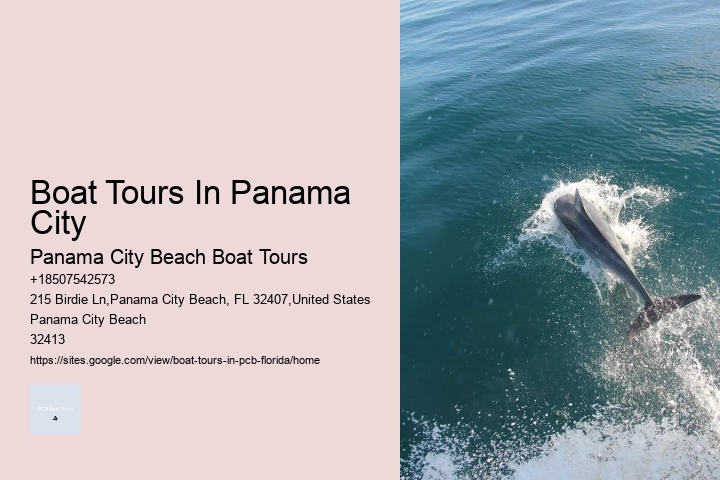 Boat Tours In Panama
City
Panama City Beach Boat Tours
+18507542573
215 Birdie Ln,Panama City Beach, FL 32407,United States
Panama City Beach
32413
https://sites.google.com/view/boat-tours-in-pcb-florida/home